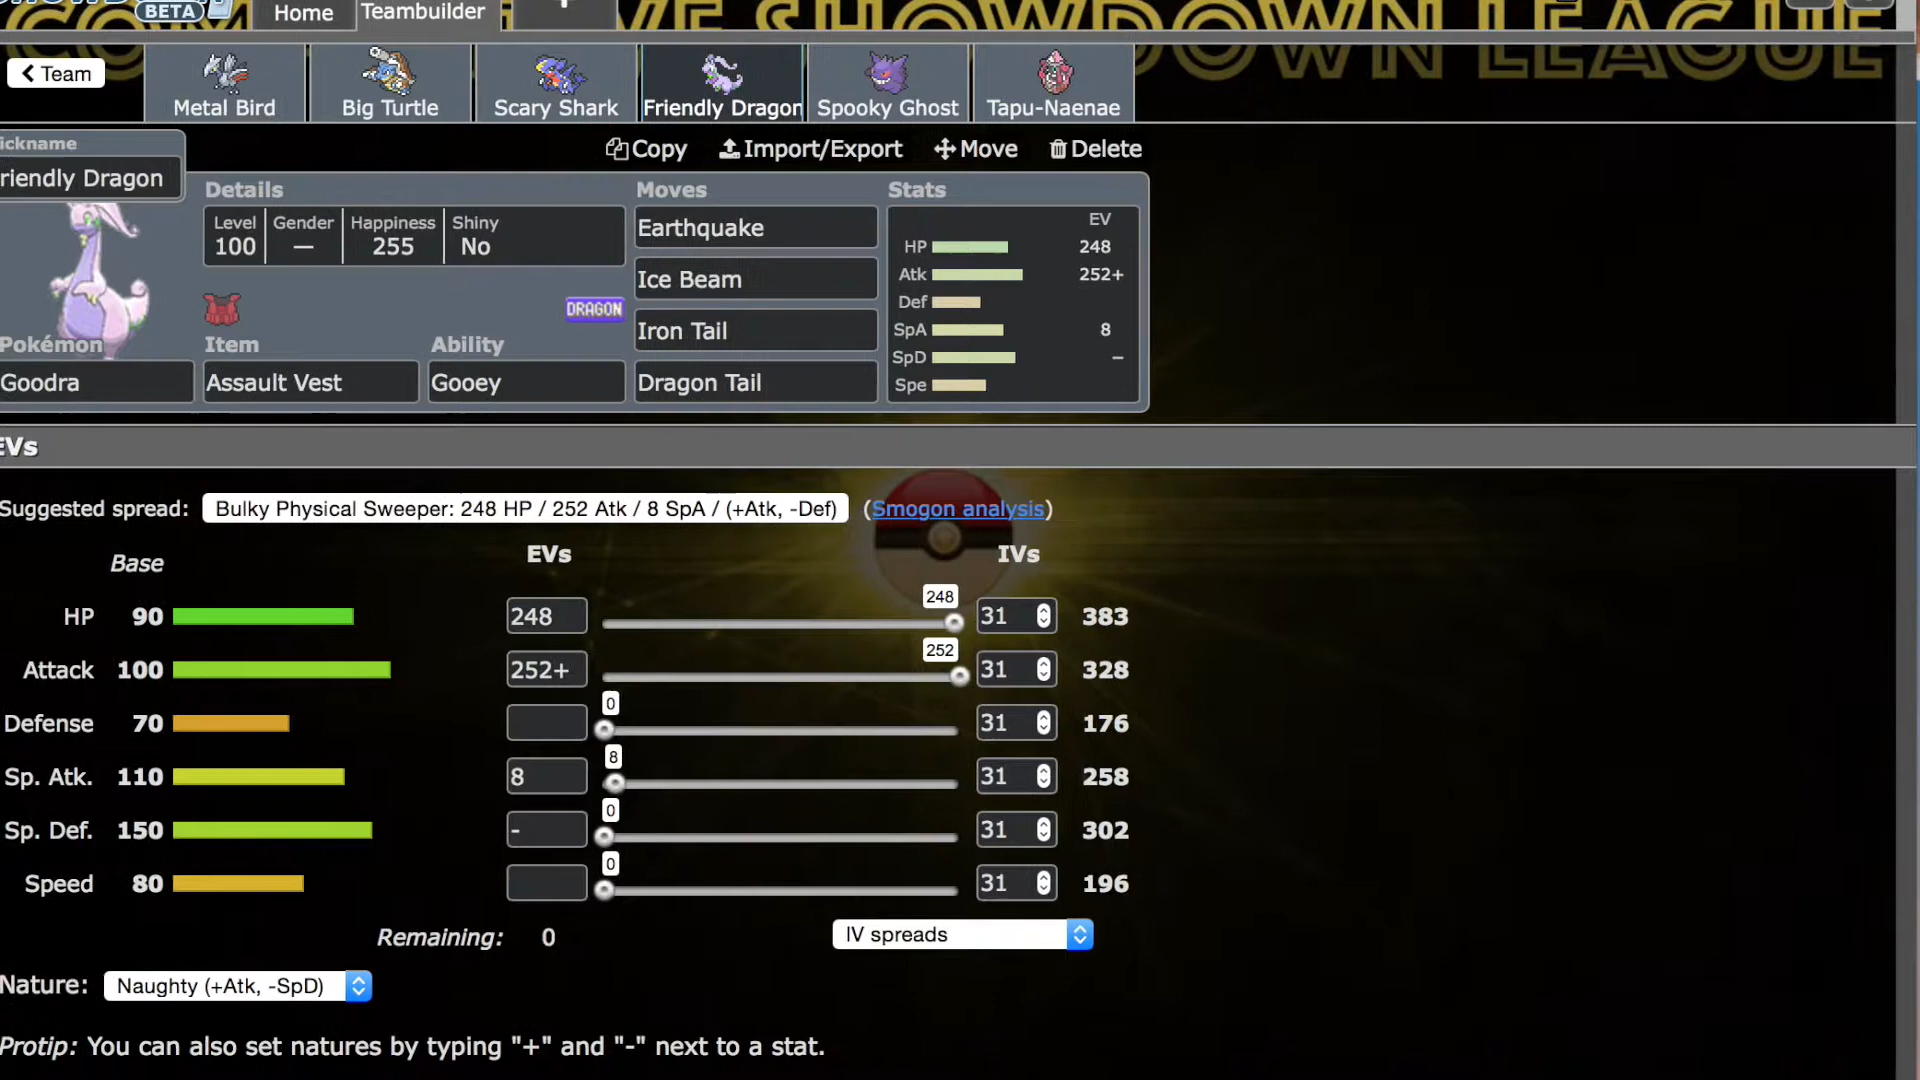 BETA
Home
Teambuilder
+
SHOWDOWN LEAGUE
Team
Metal Bird
Big Turtle
Scary Shark
Friendly Dragon
Spooky Ghost
Tapu-Naenae
ickname
riendly Dragon
Copy
Import/Export
Move
Delete
Details
Moves
Stats
Level
100
Gender
—
Happiness
255
Shiny
No
Earthquake
Ice Beam
Iron Tail
Dragon Tail
EV
HP 248
Atk 252+
Def
SpA 8
SpD –
Spe
DRAGON
Pokémon
Item
Ability
Goodra
Assault Vest
Gooey
EVs
Suggested spread: Bulky Physical Sweeper: 248 HP / 252 Atk / 8 SpA / (+Atk, -Def) (Smogon analysis)
Base EVs IVs
HP 90 248 248 31 383
Attack 100 252+ 252 31 328
Defense 70 0 31 176
Sp. Atk. 110 8 8 31 258
Sp. Def. 150 - 0 31 302
Speed 80 0 31 196
Remaining: 0 IV spreads
Nature: Naughty (+Atk, -SpD)
Protip: You can also set natures by typing "+" and "-" next to a stat.